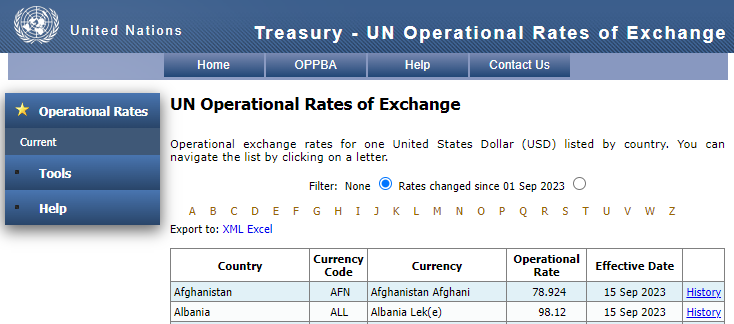 United Nations
Treasury - UN Operational Rates of Exchange
Home OPPBA Help Contact Us
Operational Rates
Current
Tools
Help
UN Operational Rates of Exchange
Operational exchange rates for one United States Dollar (USD) listed by country. You can
navigate the list by clicking on a letter.
Filter: None Rates changed since 01 Sep 2023
A B C D E F G H I J K L M N O P Q R S T U V W Z
Export to: XML Excel
Country Currency Code Currency Operational Rate Effective Date
Afghanistan AFN Afghanistan Afghani 78.924 15 Sep 2023 History
Albania ALL Albania Lek(e) 98.12 15 Sep 2023 History